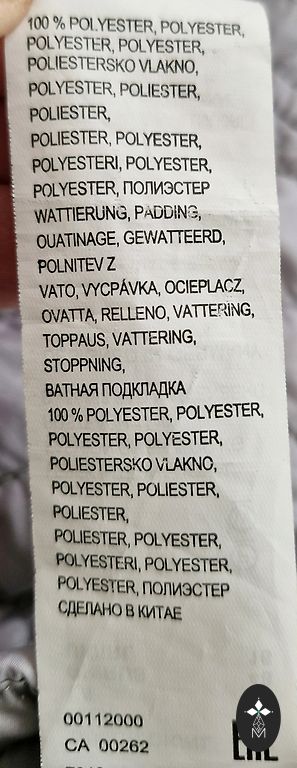 100 % POLYESTER, POLYESTER,
POLYESTER, POLYESTER,
POLIESTERSKO VLAKNO,
POLYESTER, POLIESTER,
POLIESTER,
POLIESTER, POLYESTER,
POLYESTERI, POLYESTER,
POLYESTER, ПОЛИЭСТЕР
WATTIERUNG, PADDING,
OUATINAGE, GEWATTEERD,
POLNITEV Z
VATO, VYCPÁVKA, OCIEPLACZ,
OVATTA, RELLENO, VATTERING,
TOPPAUS, VATTERING,
STOPPNING,
ВАТНАЯ ПОДКЛАДКА
100 % POLYESTER, POLYESTER,
POLYESTER, POLYESTER,
POLIESTERSKO VLAKNO,
POLYESTER, POLIESTER,
POLIESTER,
POLIESTER, POLYESTER,
POLYESTERI, POLYESTER,
POLYESTER, ПОЛИЭСТЕР
СДЕЛАНО В КИТАЕ
00112000
CA 00262
M